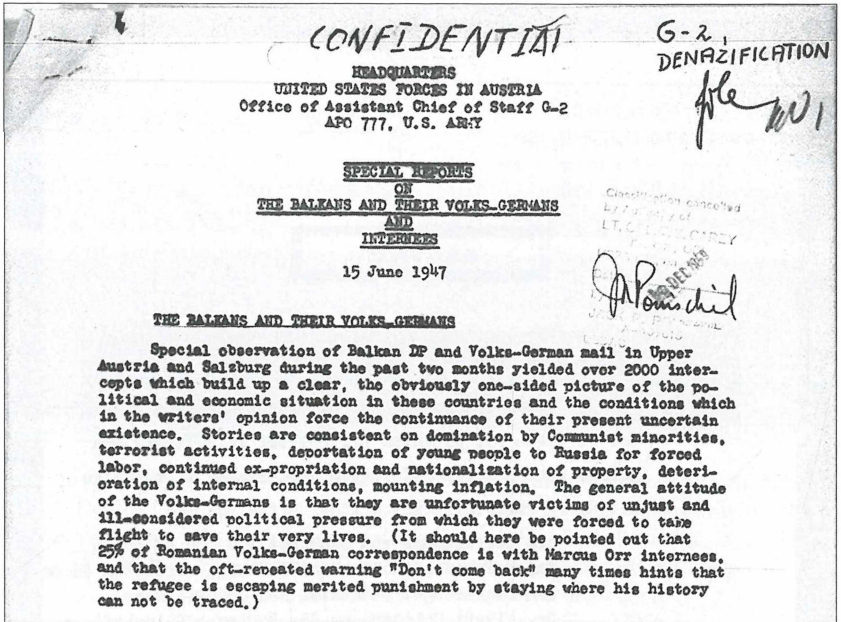 CONFIDENTIAL
G-2,
DENAZIFICATION
file
HEADQUARTERS
UNITED STATES FORCES IN AUSTRIA
Office of Assistant Chief of Staff G-2
APO 777, U.S. ARMY
SPECIAL REPORTS
ON
THE BALKANS AND THEIR VOLKS-GERMANS
AND
INTERNEES
15 June 1947
Classification cancelled
by authority of
LT.
DEC
THE BALKANS AND THEIR VOLKS-GERMANS
Special observation of Balkan DP and Volks-German mail in Upper
Austria and Salzburg during the past two months yielded over 2000 inter-
cepts which build up a clear, the obviously one-sided picture of the po-
litical and economic situation in these countries and the conditions which
in the writers' opinion force the continuance of their present uncertain
existence. Stories are consistent on domination by Communist minorities,
terrorist activities, deportation of young people to Russia for forced
labor, continued ex-propriation and nationalization of property, deteri-
oration of internal conditions, mounting inflation. The general attitude
of the Volks-Germans is that they are unfortunate victims of unjust and
ill-considered political pressure from which they were forced to take
flight to save their very lives. (It should here be pointed out that
25% of Romanian Volks-German correspondence is with Marcus Orr internees,
and that the oft-repeated warning "Don't come back" many times hints that
the refugee is escaping merited punishment by staying where his history
can not be traced.)